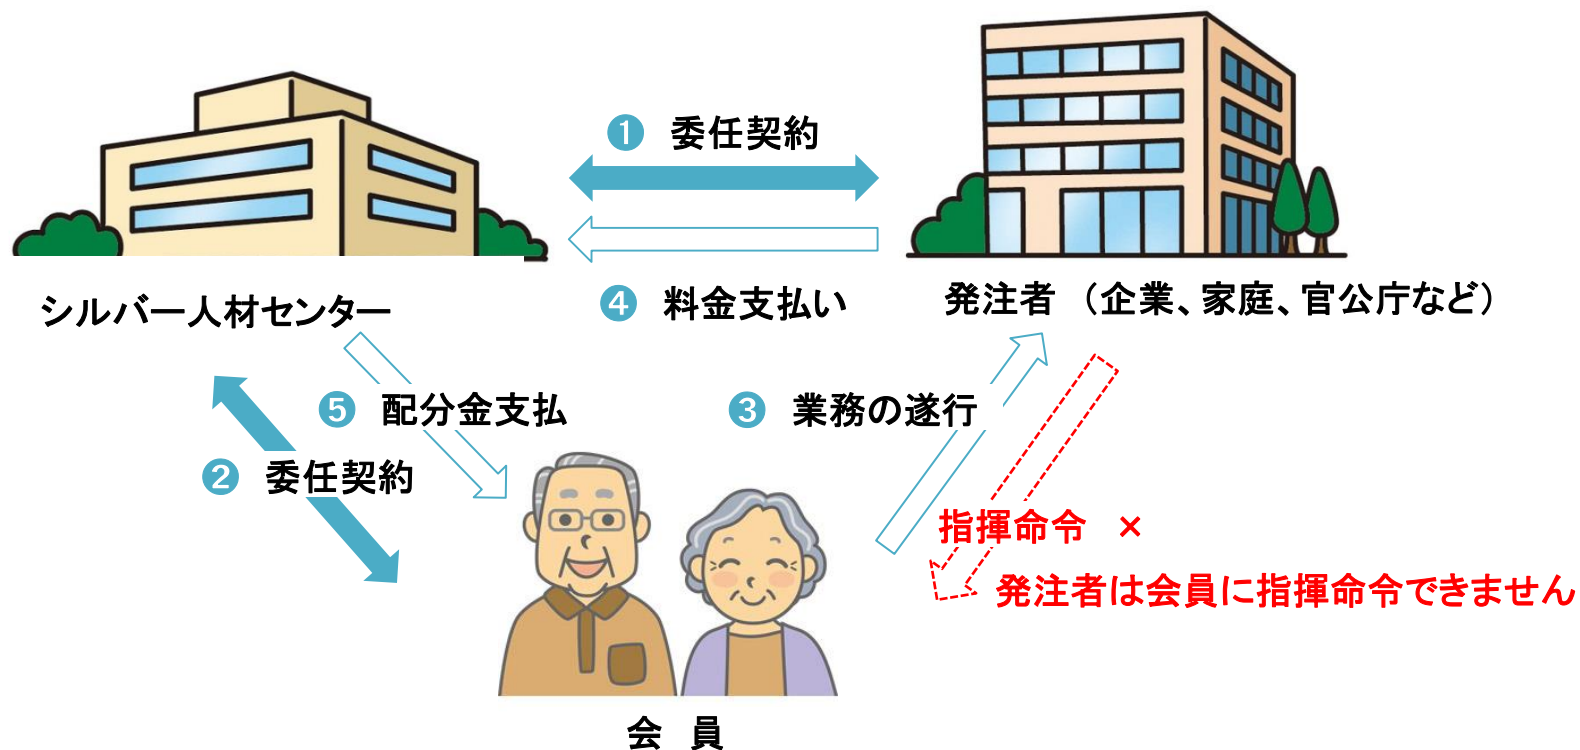 ❶ 委任契約
❹ 料金支払い
シルバー人材センター
発注者 （企業、家庭、官公庁など）
❺ 配分金支払
❸ 業務の遂行
❷ 委任契約
指揮命令 ×
発注者は会員に指揮命令できません
会 員